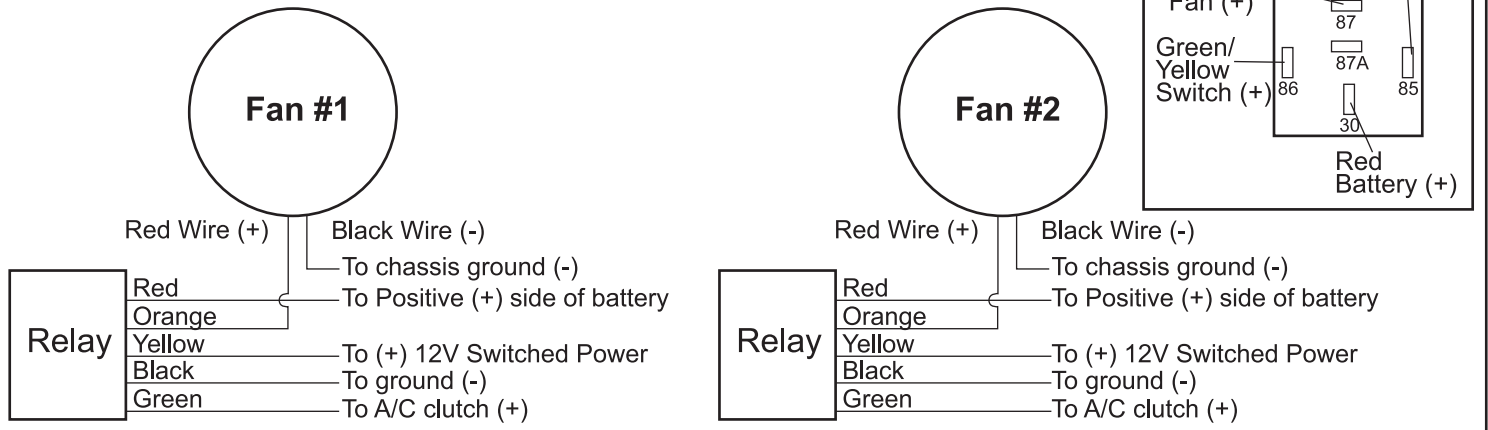 Fan (+)
87
Green/
Yellow
Switch (+)
87A
86
85
30
Red
Battery (+)
Fan #1
Red Wire (+)
Black Wire (-)
To chassis ground (-)
Red
To Positive (+) side of battery
Orange
Relay
Yellow
To (+) 12V Switched Power
Black
To ground (-)
Green
To A/C clutch (+)
Fan #2
Red Wire (+)
Black Wire (-)
To chassis ground (-)
Red
To Positive (+) side of battery
Orange
Relay
Yellow
To (+) 12V Switched Power
Black
To ground (-)
Green
To A/C clutch (+)